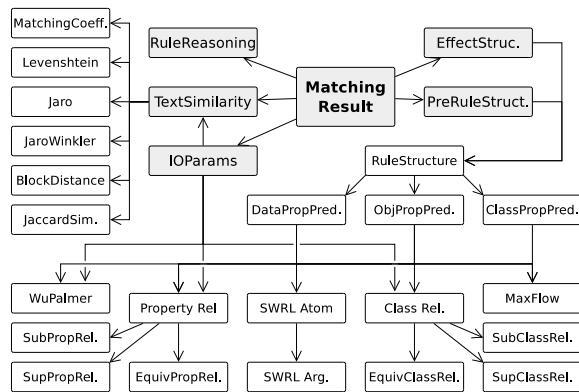 MatchingCoeff.
RuleReasoning
EffectStruc.
Levenshtein
Matching
Result
Jaro
TextSimilarity
PreRuleStruct.
JaroWinkler
IOParams
RuleStructure
BlockDistance
JaccardSim.
DataPropPred.
ObjPropPred.
ClassPropPred.
WuPalmer
Property Rel
SWRL Atom
Class Rel.
MaxFlow
SubPropRel.
SubClassRel.
SupPropRel.
EquivPropRel.
SWRL Arg.
EquivClassRel.
SupClassRel.